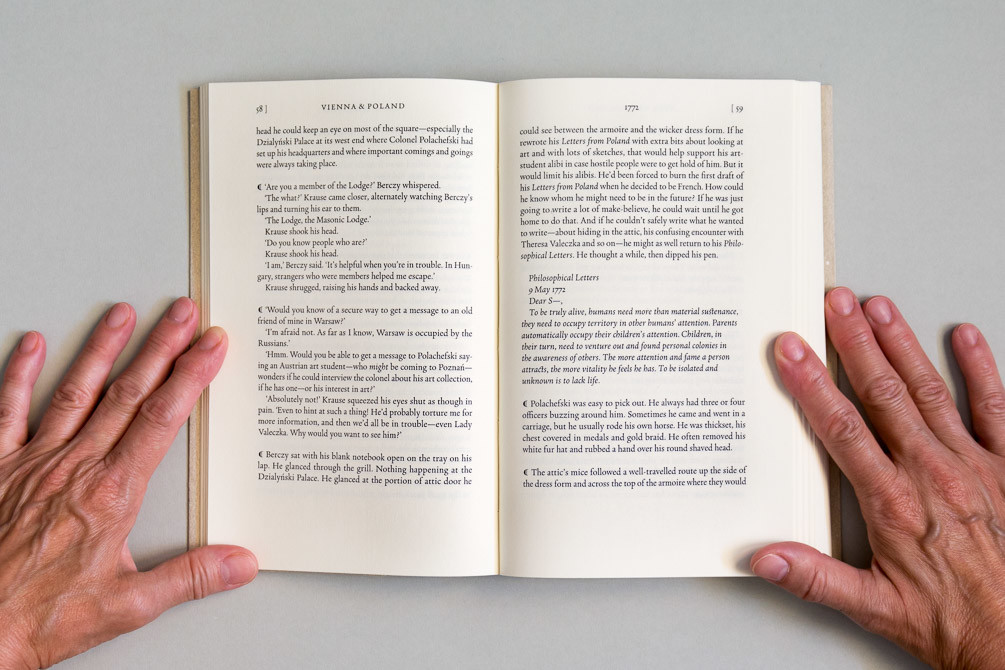 58 ]
VIENNA & POLAND
head he could keep an eye on most of the square—especially the
Dzialyński Palace at its west end where Colonel Polachefski had
set up his headquarters and where important comings and goings
were always taking place.
☾ ‘Are you a member of the Lodge?’ Berczy whispered.
‘The what?’ Krause came closer, alternately watching Berczy’s
lips and turning his ear to them.
‘The Lodge, the Masonic Lodge.’
Krause shook his head.
‘Do you know people who are?’
Krause shook his head.
‘I am,’ Berczy said. ‘It’s helpful when you’re in trouble. In Hun-
gary, strangers who were members helped me escape.’
Krause shrugged, raising his hands and backed away.
☾ ‘Would you know of a secure way to get a message to an old
friend of mine in Warsaw?’
‘I’m afraid not. As far as I know, Warsaw is occupied by the
Russians.’
‘Hmm. Would you be able to get a message to Polachefski say-
ing an Austrian art student—who might be coming to Poznań—
wonders if he could interview the colonel about his art collection,
if he has one—or his interest in art?’
‘Absolutely not!’ Krause squeezed his eyes shut as though in
pain. ‘Even to hint at such a thing! He’d probably torture me for
more information, and then we’d all be in trouble—even Lady
Valeczka. Why would you want to see him?’
☾ Berczy sat with his blank notebook open on the tray on his
lap. He glanced through the grill. Nothing happening at the
Dzialyński Palace. He glanced at the portion of attic door he
1772
[ 59
could see between the armoire and the wicker dress form. If he
rewrote his Letters from Poland with extra bits about looking at
art and with lots of sketches, that would help support his art-
student alibi in case hostile people were to get hold of him. But it
would limit his alibis. He’d been forced to burn the first draft of
his Letters from Poland when he decided to be French. How could
he know whom he might need to be in the future? If he was just
going to write a lot of make-believe, he could wait until he got
home to do that. And if he couldn’t safely write what he wanted
to write—about hiding in the attic, his confusing encounter with
Theresa Valeczka and so on—he might as well return to his Philo-
sophical Letters. He thought a while, then dipped his pen.
Philosophical Letters
9 May 1772
Dear S—,
To be truly alive, humans need more than material sustenance,
they need to occupy territory in other humans’ attention. Parents
automatically occupy their children’s attention. Children, in
their turn, need to venture out and found personal colonies in
the awareness of others. The more attention and fame a person
attracts, the more vitality he feels he has. To be isolated and
unknown is to lack life.
☾ Polachefski was easy to pick out. He always had three or four
officers buzzing around him. Sometimes he came and went in a
carriage, but he usually rode his own horse. He was thickset, his
chest covered in medals and gold braid. He often removed his
white fur hat and rubbed a hand over his round shaved head.
☾ The attic’s mice followed a well-travelled route up the side of
the dress form and across the top of the armoire where they would